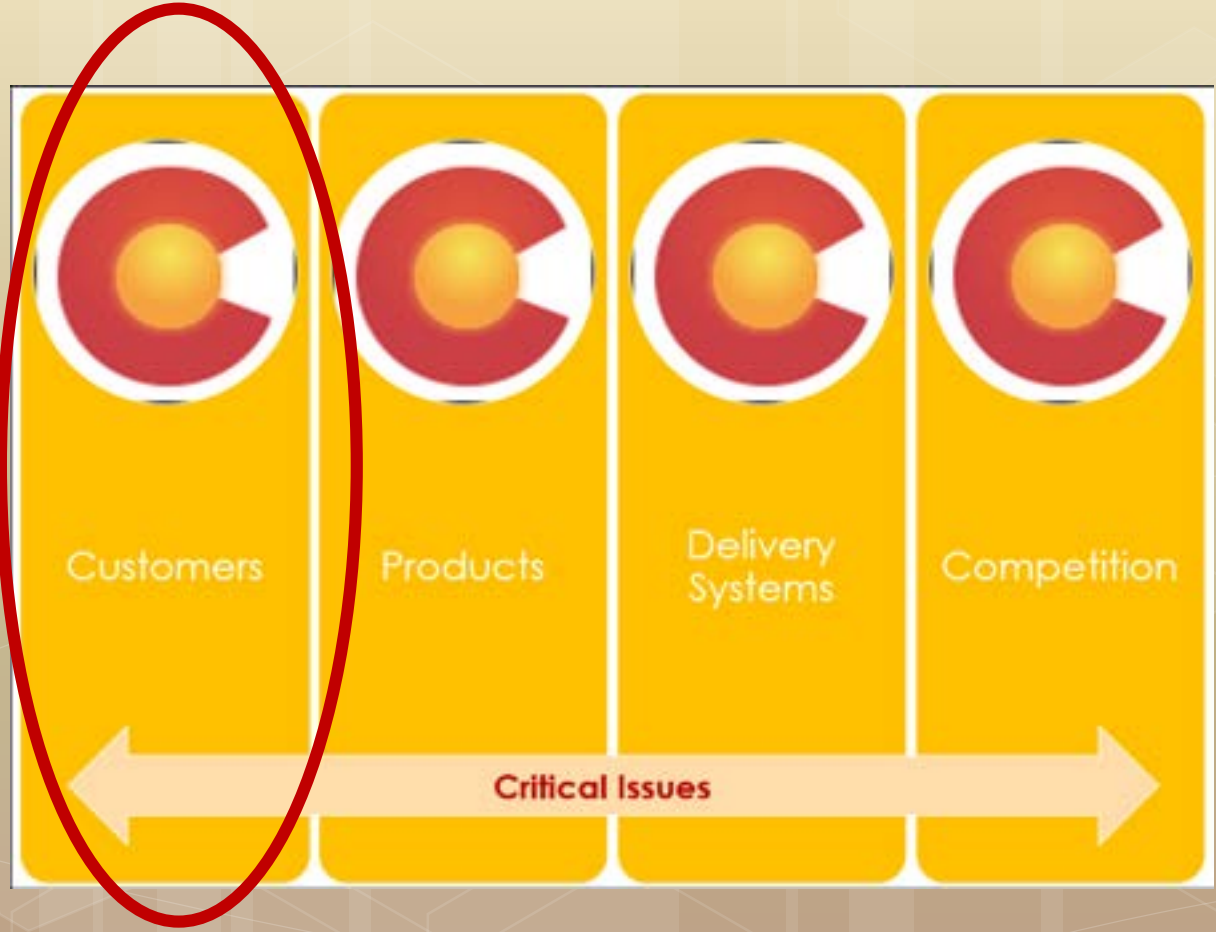 Customers
Products
Delivery
Systems
Competition
Critical Issues